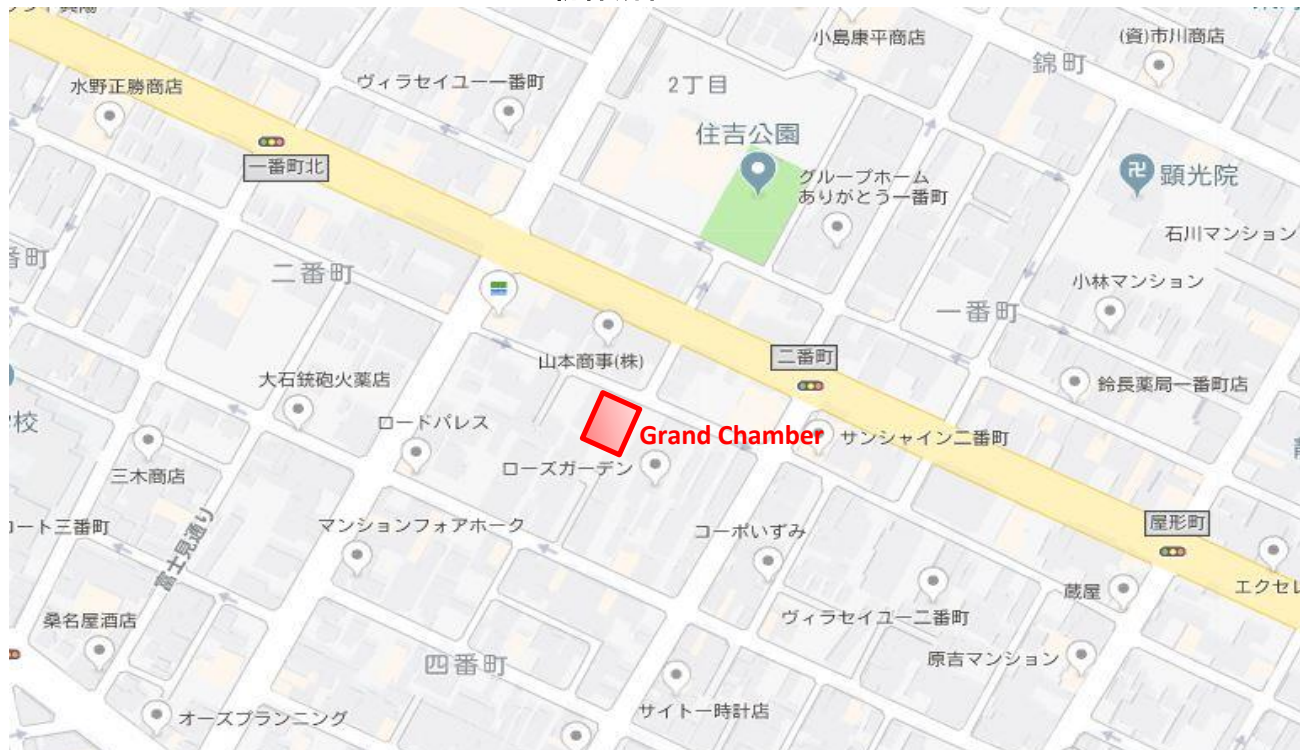 小島康平商店
(資)市川商店
錦町
水野正勝商店
ヴィラセイユー一番町
2丁目
住吉公園
一番町北
グループホーム
ありがとう一番町
卍
顕光院
石川マンション
番町
二番町
小林マンション
一番町
山本商事(株)
二番町
大石銃砲火薬店
鈴長薬局一番町店
校
ロードパレス
Grand Chamber
サンシャイン二番町
三木商店
ローズガーデン
コート三番町
富士見通り
マンションフォアホーク
コーポいずみ
屋形町
蔵屋
エクセレ
桑名屋酒店
ヴィラセイユー二番町
四番町
原吉マンション
オーズプランニング
サイトー時計店